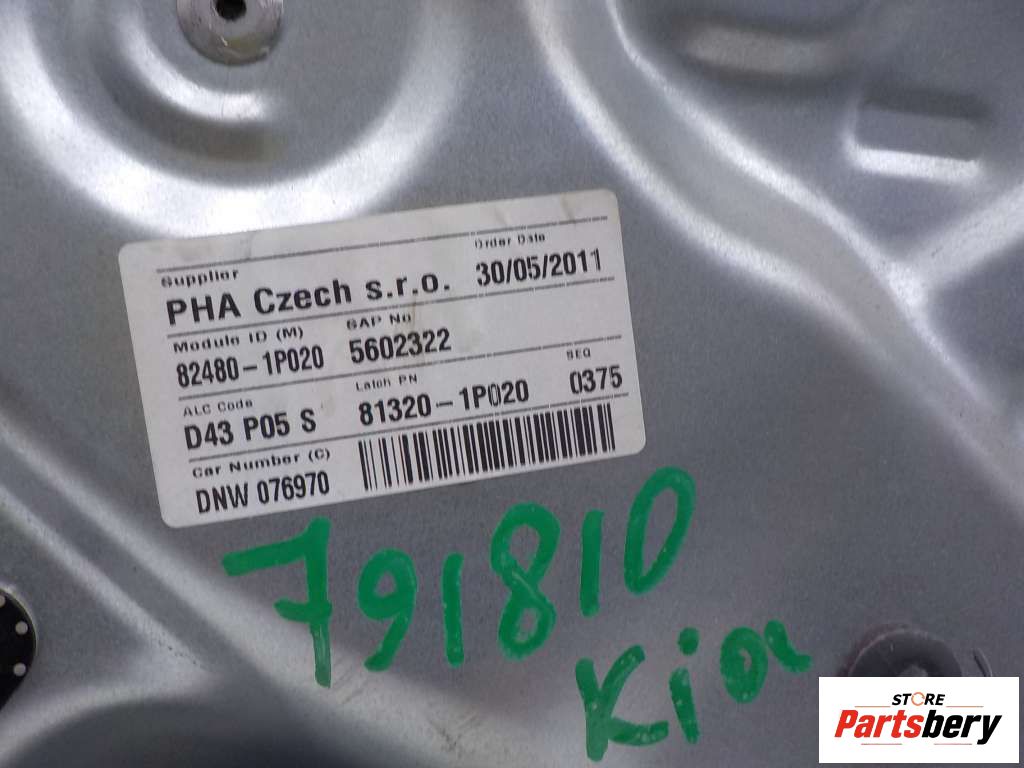 Supplier
Order Date
PHA Czech s.r.o.
30/05/2011
Module ID (M)
SAP No
82480-1P020
5602322
ALC Code
Latch PN
SEQ
D43 P05 S
81320-1P020
0375
Car Number (C)
DNW 076970
791810
Kia
STORE
Partsbery